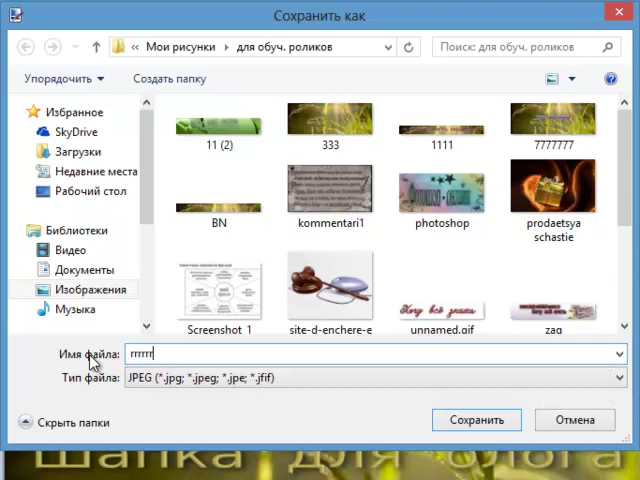 Сохранить как
« Мои рисунки › для обуч. роликов
Поиск: для обуч. роликов
Упорядочить
Создать папку
Избранное
SkyDrive
Загрузки
Недавние места
Рабочий стол
Библиотеки
Видео
Документы
Изображения
Музыка
11 (2)
333
1111
7777777
BN
kommentari1
photoshop
prodaetsya
schastie
Screenshot 1
site-d-enchere-e
unnamed.gif
zag
Имя файла: rrrrrr
Тип файла: JPEG (*.jpg; *.jpeg; *.jpe; *.jfif)
Скрыть папки
Сохранить
Отмена
Шапка для блога